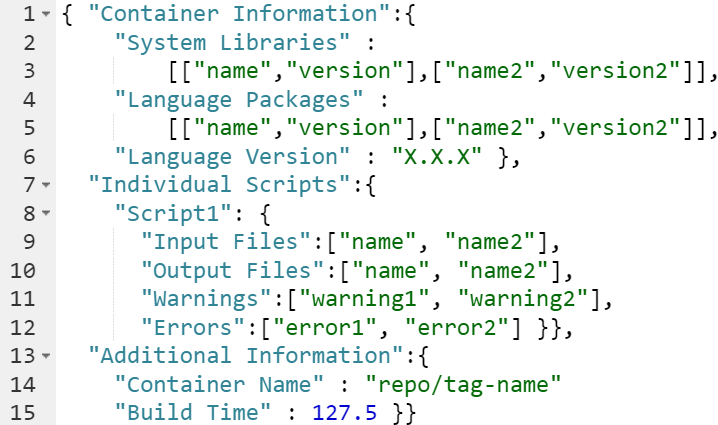 1 { "Container Information":{
2 "System Libraries" :
3 [["name","version"],["name2","version2"]],
4 "Language Packages" :
5 [["name","version"],["name2","version2"]],
6 "Language Version" : "X.X.X" },
7 "Individual Scripts":{
8 "Script1": {
9 "Input Files":["name", "name2"],
10 "Output Files":["name", "name2"],
11 "Warnings":["warning1", "warning2"],
12 "Errors":["error1", "error2"] }},
13 "Additional Information":{
14 "Container Name" : "repo/tag-name"
15 "Build Time" : 127.5 }}